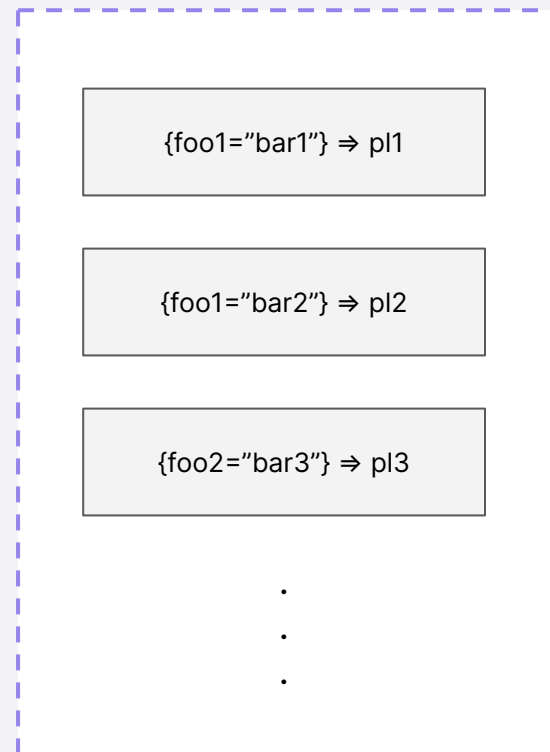 {foo1=”bar1”} ⇒ pl1
{foo1=”bar2”} ⇒ pl2
{foo2=”bar3”} ⇒ pl3
.
.
.